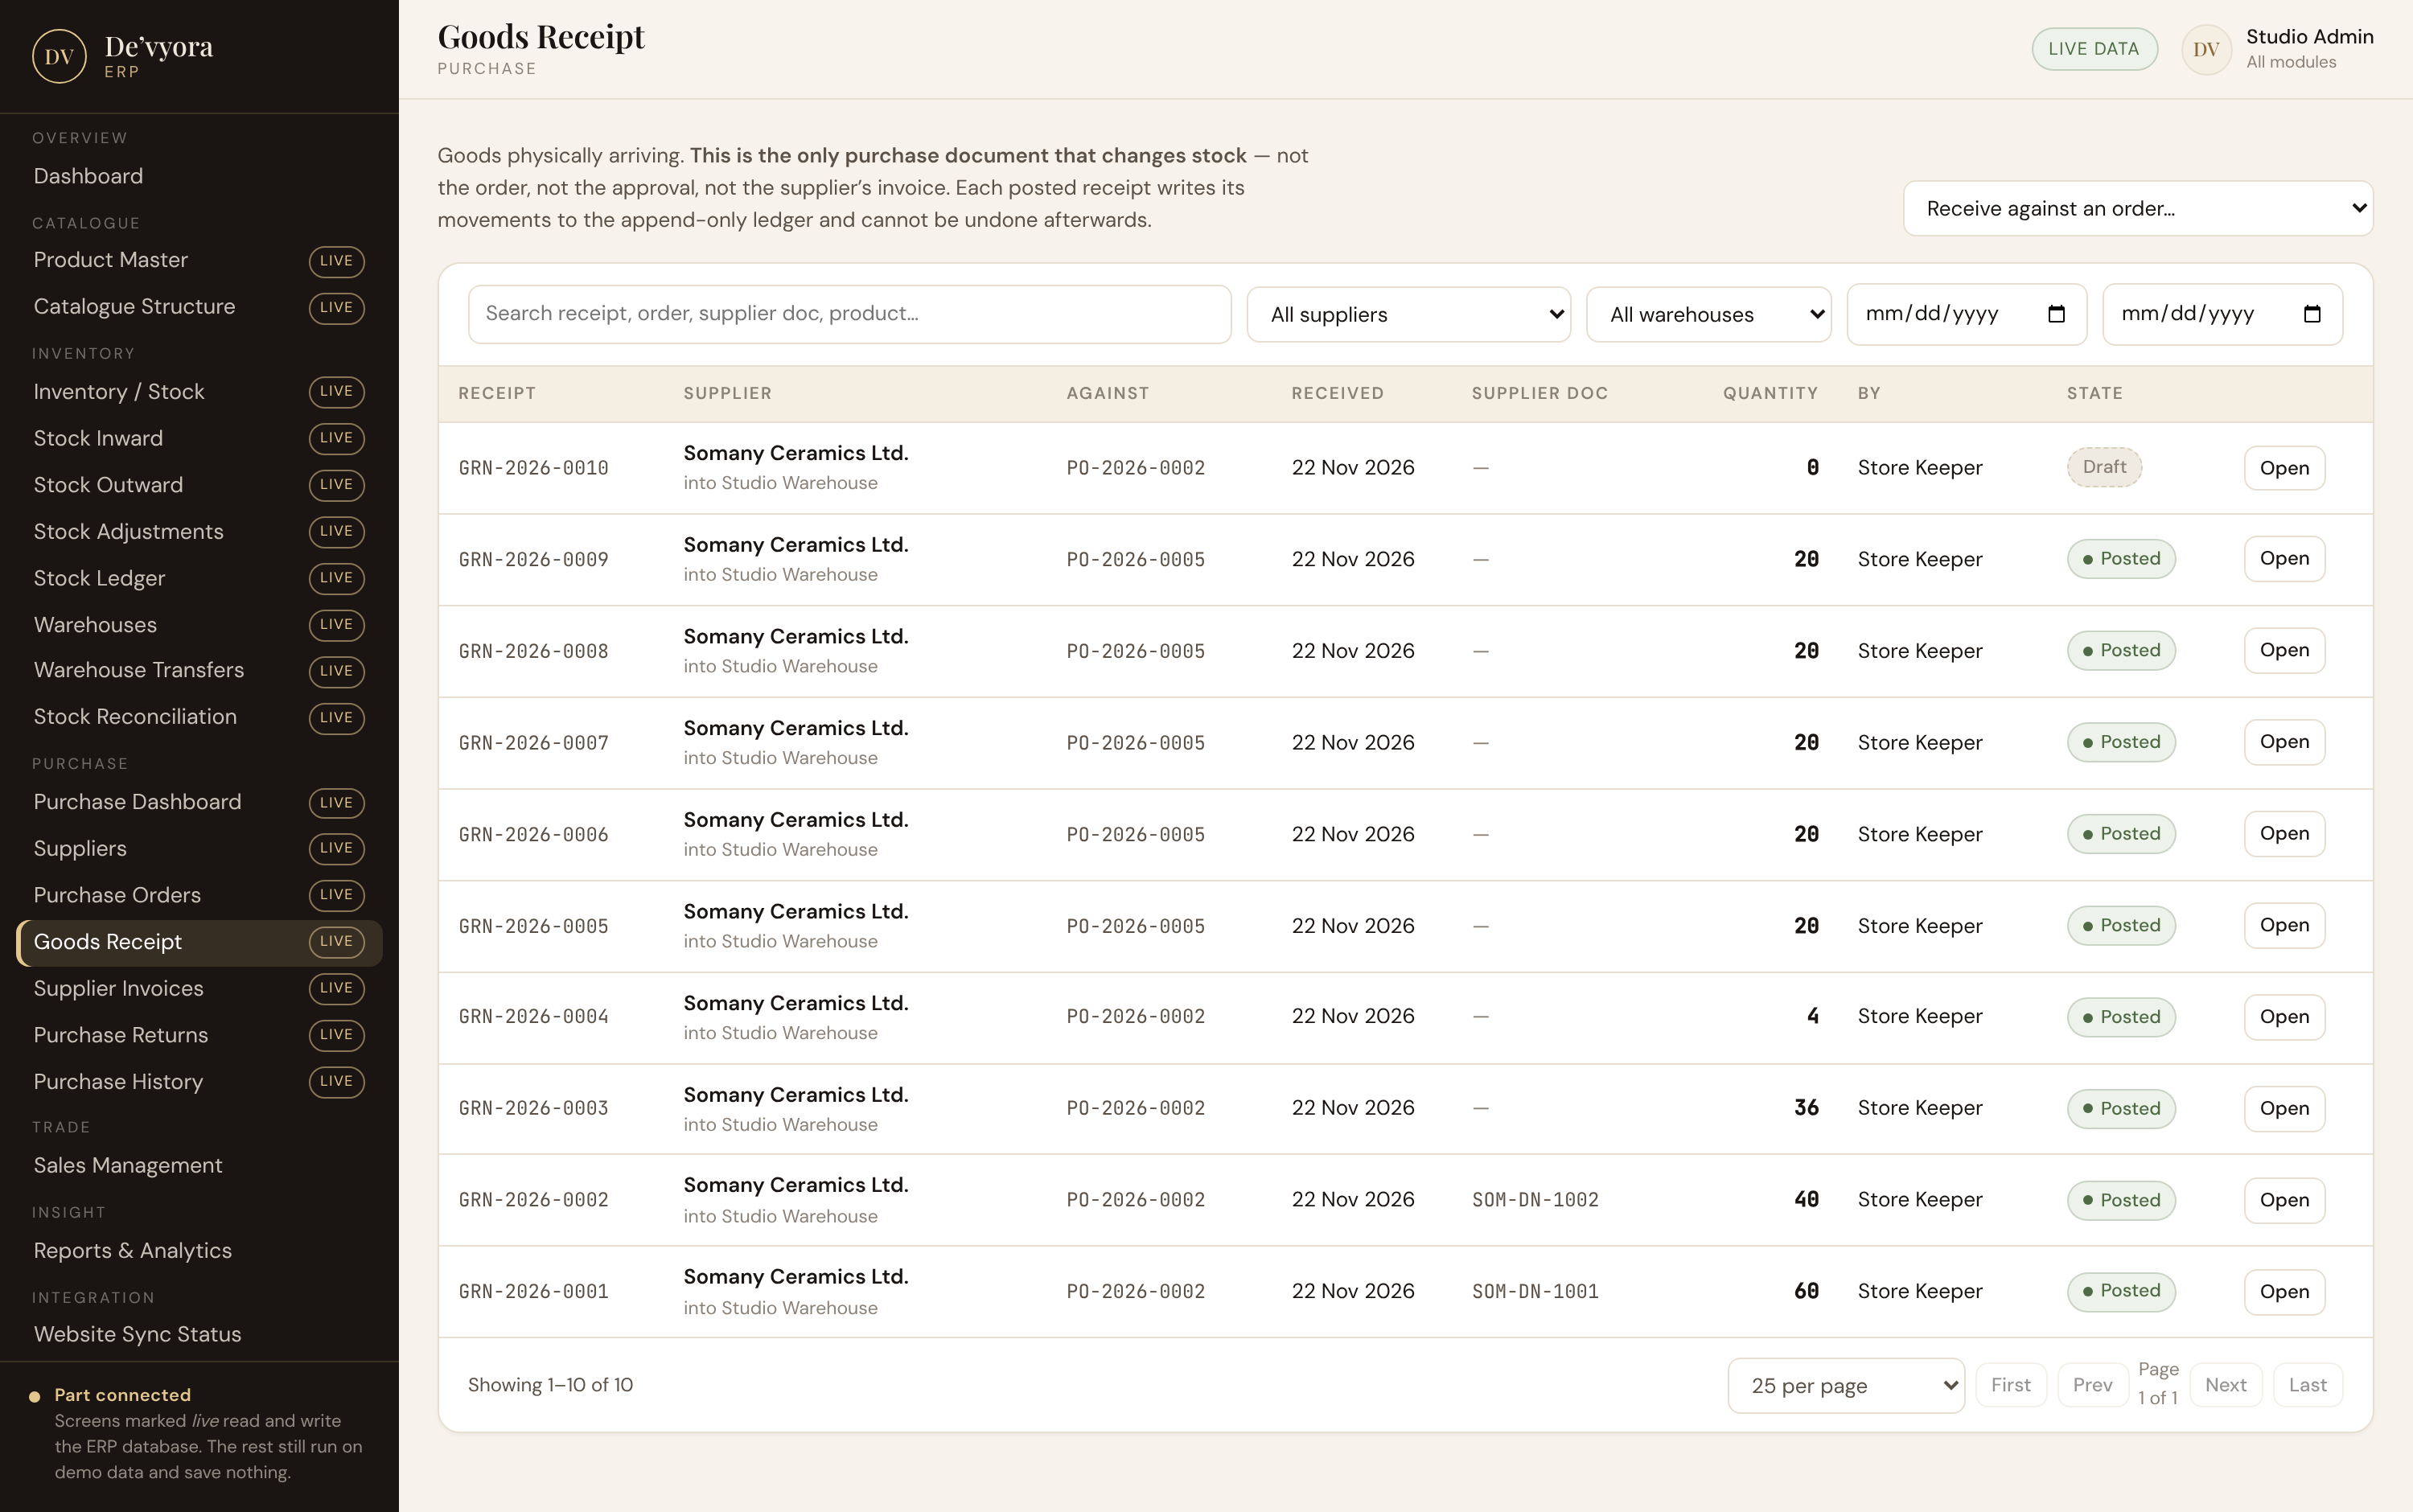 DV
De’vyora
ERP
OVERVIEW
Dashboard
CATALOGUE
Product Master LIVE
Catalogue Structure LIVE
INVENTORY
Inventory / Stock LIVE
Stock Inward LIVE
Stock Outward LIVE
Stock Adjustments LIVE
Stock Ledger LIVE
Warehouses LIVE
Warehouse Transfers LIVE
Stock Reconciliation LIVE
PURCHASE
Purchase Dashboard LIVE
Suppliers LIVE
Purchase Orders LIVE
Goods Receipt LIVE
Supplier Invoices LIVE
Purchase Returns LIVE
Purchase History LIVE
TRADE
Sales Management
INSIGHT
Reports & Analytics
INTEGRATION
Website Sync Status
Part connected
Screens marked live read and write
the ERP database. The rest still run on
demo data and save nothing.
Goods Receipt
PURCHASE
LIVE DATA
DV
Studio Admin
All modules
Goods physically arriving. This is the only purchase document that changes stock — not
the order, not the approval, not the supplier’s invoice. Each posted receipt writes its
movements to the append-only ledger and cannot be undone afterwards.
Receive against an order...
Search receipt, order, supplier doc, product... All suppliers All warehouses mm/dd/yyyy mm/dd/yyyy
RECEIPT SUPPLIER AGAINST RECEIVED SUPPLIER DOC QUANTITY BY STATE
GRN-2026-0010 Somany Ceramics Ltd. PO-2026-0002 22 Nov 2026 — 0 Store Keeper Draft Open
into Studio Warehouse
GRN-2026-0009 Somany Ceramics Ltd. PO-2026-0005 22 Nov 2026 — 20 Store Keeper Posted Open
into Studio Warehouse
GRN-2026-0008 Somany Ceramics Ltd. PO-2026-0005 22 Nov 2026 — 20 Store Keeper Posted Open
into Studio Warehouse
GRN-2026-0007 Somany Ceramics Ltd. PO-2026-0005 22 Nov 2026 — 20 Store Keeper Posted Open
into Studio Warehouse
GRN-2026-0006 Somany Ceramics Ltd. PO-2026-0005 22 Nov 2026 — 20 Store Keeper Posted Open
into Studio Warehouse
GRN-2026-0005 Somany Ceramics Ltd. PO-2026-0005 22 Nov 2026 — 20 Store Keeper Posted Open
into Studio Warehouse
GRN-2026-0004 Somany Ceramics Ltd. PO-2026-0002 22 Nov 2026 — 4 Store Keeper Posted Open
into Studio Warehouse
GRN-2026-0003 Somany Ceramics Ltd. PO-2026-0002 22 Nov 2026 — 36 Store Keeper Posted Open
into Studio Warehouse
GRN-2026-0002 Somany Ceramics Ltd. PO-2026-0002 22 Nov 2026 SOM-DN-1002 40 Store Keeper Posted Open
into Studio Warehouse
GRN-2026-0001 Somany Ceramics Ltd. PO-2026-0002 22 Nov 2026 SOM-DN-1001 60 Store Keeper Posted Open
into Studio Warehouse
Showing 1–10 of 10
25 per page First Prev Page 1 of 1 Next Last